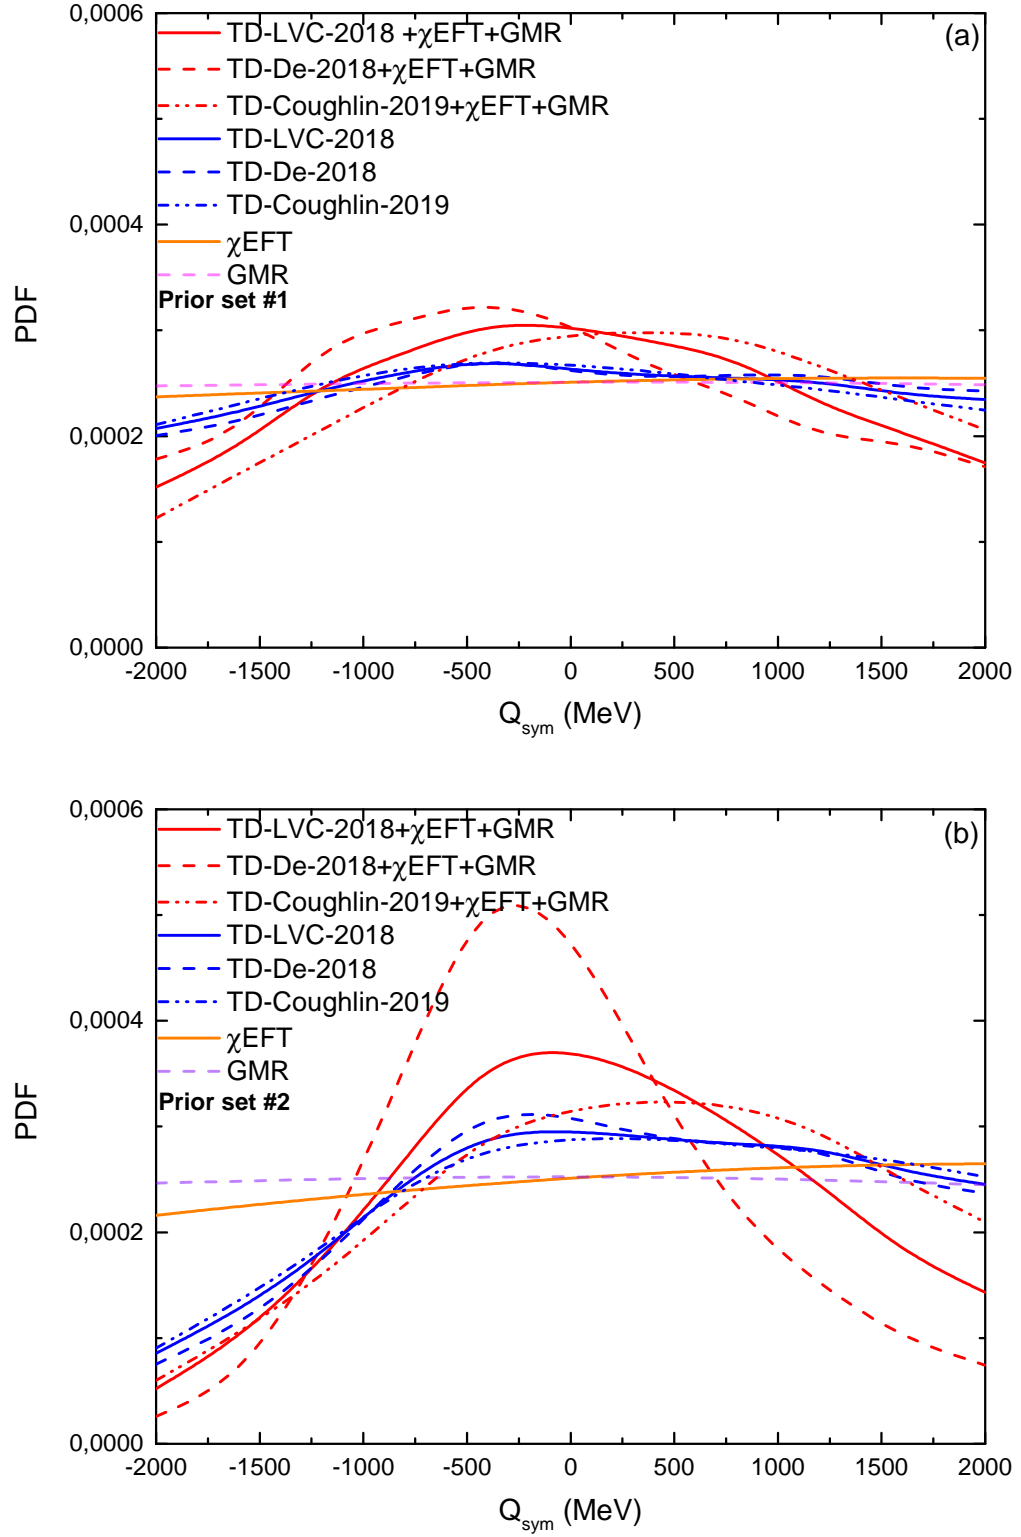 0,0006
(a)
TD-LVC-2018 +χEFT+GMR
TD-De-2018+χEFT+GMR
TD-Coughlin-2019+χEFT+GMR
TD-LVC-2018
TD-De-2018
TD-Coughlin-2019
0,0004
χEFT
GMR
Prior set #1
PDF
0,0002
0,0000
-2000 -1500 -1000 -500 0 500 1000 1500 2000
Q_sym (MeV)
0,0006
(b)
TD-LVC-2018+χEFT+GMR
TD-De-2018+χEFT+GMR
TD-Coughlin-2019+χEFT+GMR
TD-LVC-2018
TD-De-2018
TD-Coughlin-2019
0,0004
χEFT
GMR
Prior set #2
PDF
0,0002
0,0000
-2000 -1500 -1000 -500 0 500 1000 1500 2000
Q_sym (MeV)